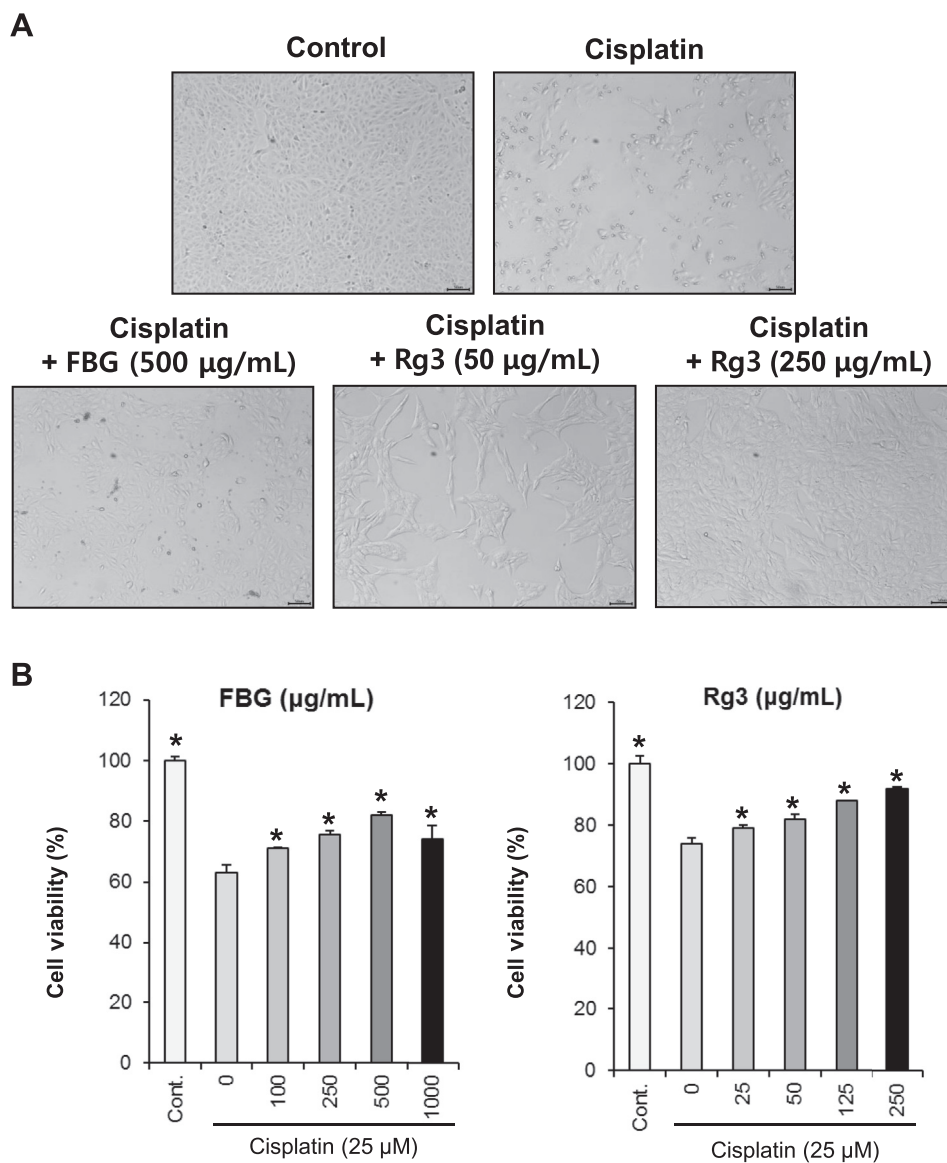 A
Control
Cisplatin
Cisplatin
+ FBG (500 μg/mL)
Cisplatin
+ Rg3 (50 μg/mL)
Cisplatin
+ Rg3 (250 μg/mL)
B
FBG (μg/mL)
Cell viability (%)
120
100
80
60
40
20
0
*
*
*
*
*
Cont.
0
100
250
500
1000
Cisplatin (25 μM)
Rg3 (μg/mL)
Cell viability (%)
120
100
80
60
40
20
0
*
*
*
*
*
Cont.
0
25
50
125
250
Cisplatin (25 μM)